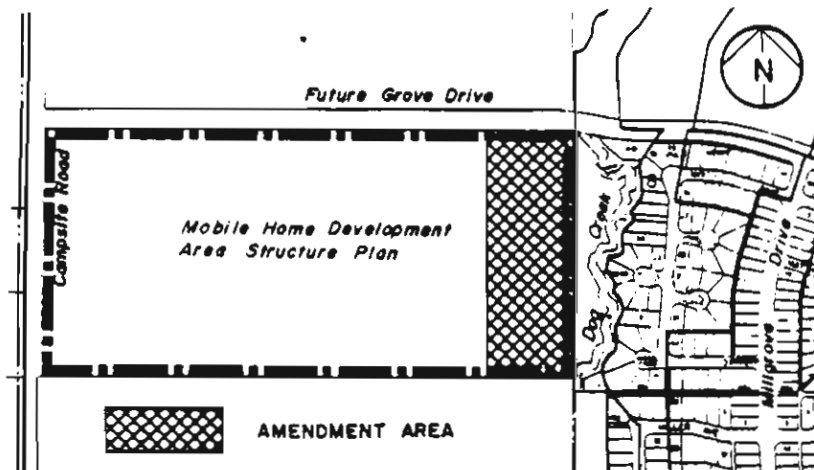 Future Grove Drive
N
Campsite Road
Mobile Home Development
Area Structure Plan
Dog Creek
Millgrove Drive
AMENDMENT AREA